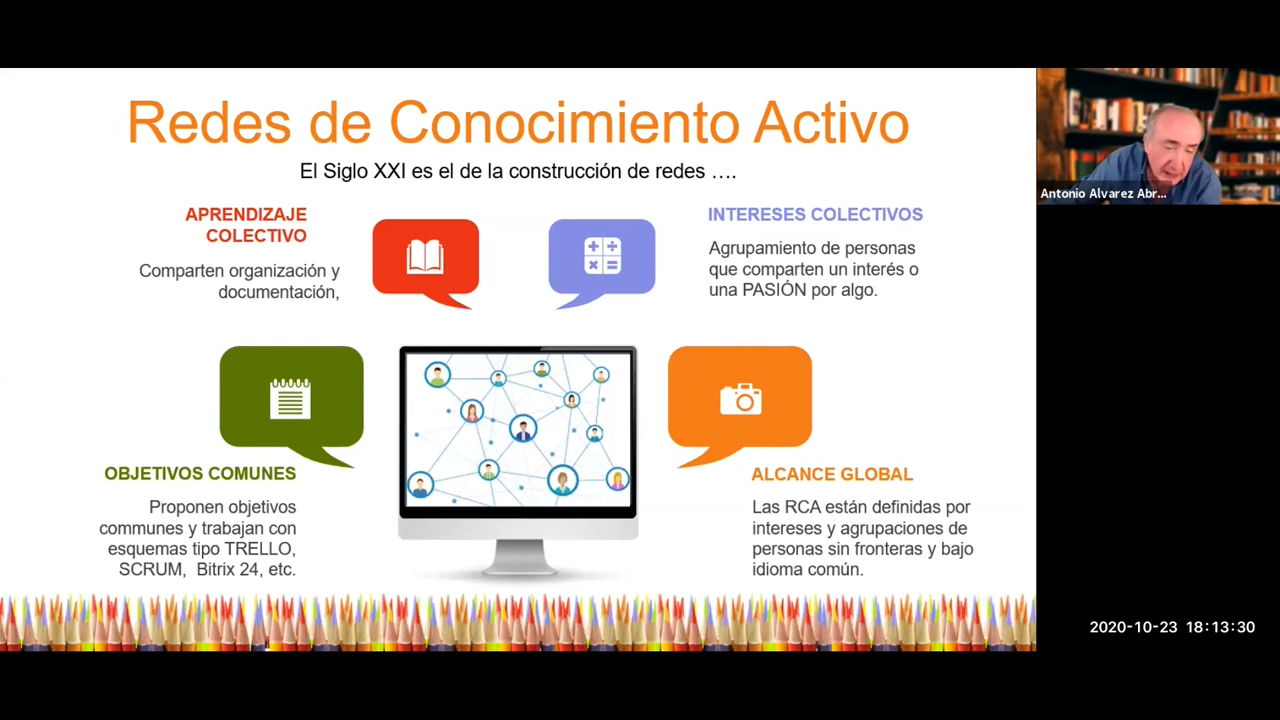 Redes de Conocimiento Activo
El Siglo XXI es el de la construcción de redes ....
APRENDIZAJE
COLECTIVO
Comparten organización y
documentación,
INTERESES COLECTIVOS
Agrupamiento de personas
que comparten un interés o
una PASIÓN por algo.
OBJETIVOS COMUNES
Proponen objetivos
communes y trabajan con
esquemas tipo TRELLO,
SCRUM, Bitrix 24, etc.
ALCANCE GLOBAL
Las RCA están definidas por
intereses y agrupaciones de
personas sin fronteras y bajo
idioma común.
Antonio Alvarez Abr...
2020-10-23 18:13:30